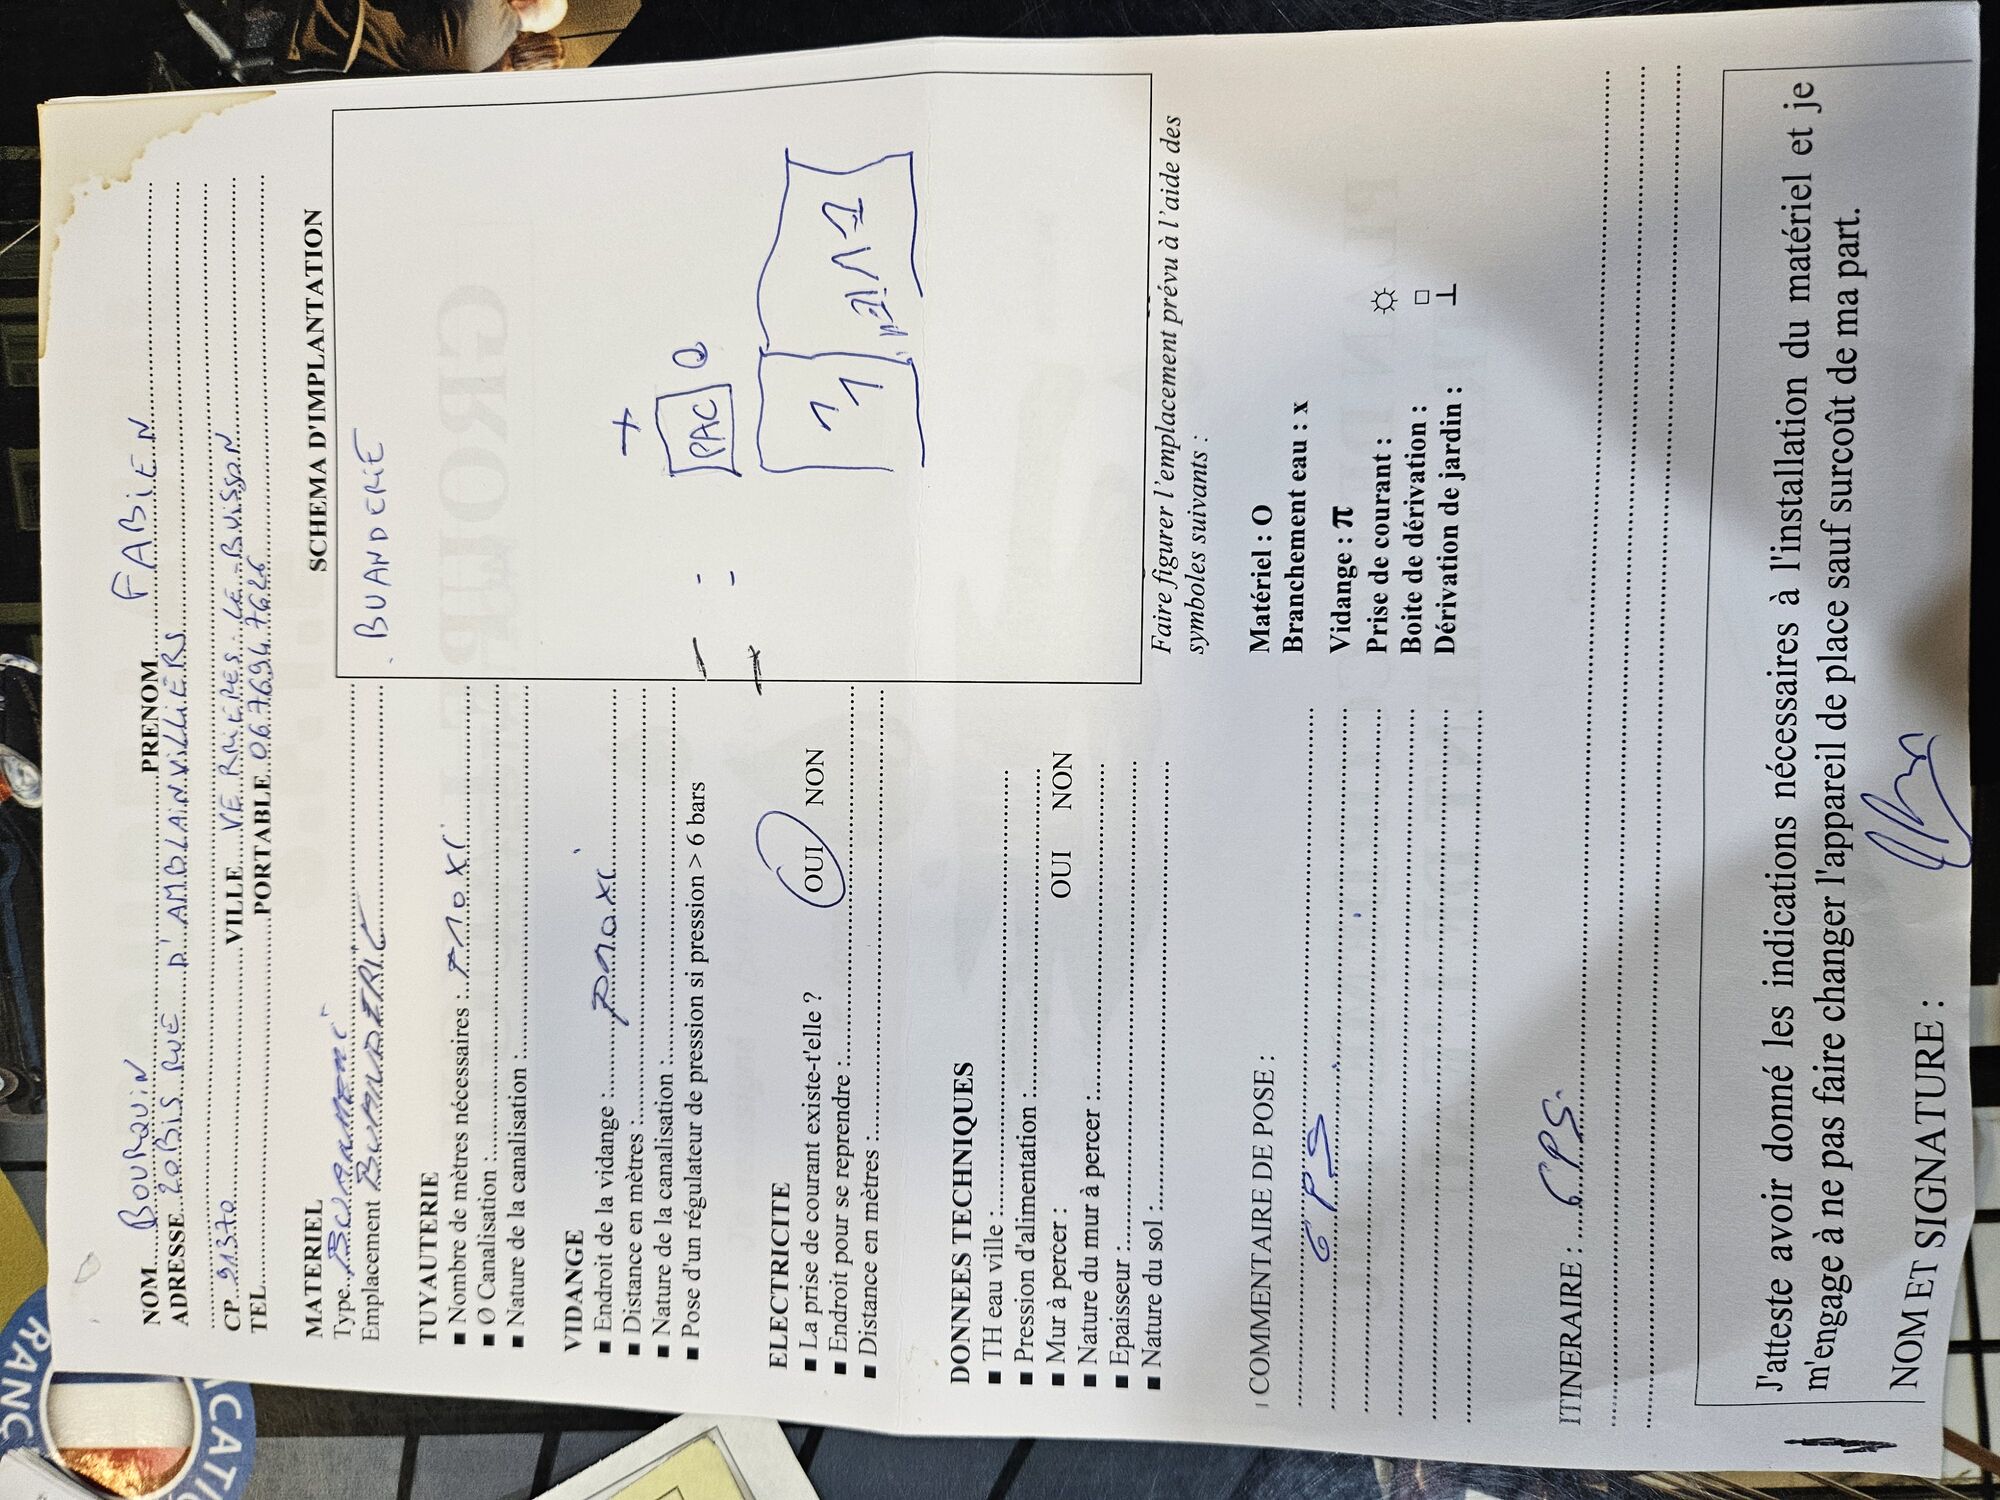 NOM BOURQUIN PRENOM FABIEN
ADRESSE 20BIS RUE D'AMBLAINVILLIERS
CP 91370 VILLE VERRIERES-LE-BUISSON
TEL PORTABLE 0676947626
MATERIEL
Type
Emplacement
TUYAUTERIE
■ Nombre de mètres nécessaires : PROXI
■ Ø Canalisation :
■ Nature de la canalisation :
VIDANGE
■ Endroit de la vidange : PROXI
■ Distance en mètres :
■ Nature de la canalisation :
■ Pose d'un régulateur de pression si pression > 6 bars
ELECTRICITE
■ La prise de courant existe-t'elle ? OUI NON
■ Endroit pour se reprendre :
■ Distance en mètres :
DONNEES TECHNIQUES
■ TH eau ville :
■ Pression d'alimentation :
■ Mur à percer : OUI NON
■ Nature du mur à percer :
■ Epaisseur :
■ Nature du sol :
SCHEMA D'IMPLANTATION
BUANDERIE
+
PAC O
Faire figurer l'emplacement prévu à l'aide des
symboles suivants :
Matériel : O
Branchement eau : x
Vidange : π
Prise de courant : ☼
Boite de dérivation : □
Dérivation de jardin : ⊥
COMMENTAIRE DE POSE :
GPS
ITINERAIRE : G.P.S.
J'atteste avoir donné les indications nécessaires à l'installation du matériel et je
m'engage à ne pas faire changer l'appareil de place sauf surcoût de ma part.
NOM ET SIGNATURE :